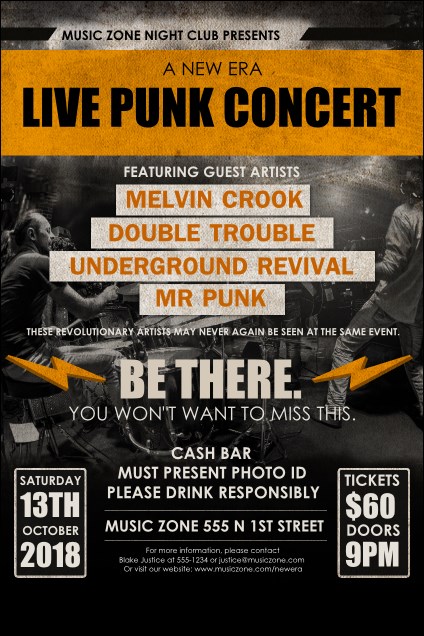 MUSIC ZONE NIGHT CLUB PRESENTS
A NEW ERA
LIVE PUNK CONCERT
FEATURING GUEST ARTISTS
MELVIN CROOK
DOUBLE TROUBLE
UNDERGROUND REVIVAL
MR PUNK
THESE REVOLUTIONARY ARTISTS MAY NEVER AGAIN BE SEEN AT THE SAME EVENT.
BE THERE.
YOU WON'T WANT TO MISS THIS.
CASH BAR
MUST PRESENT PHOTO ID
PLEASE DRINK RESPONSIBLY
SATURDAY
13TH
OCTOBER
2018
MUSIC ZONE 555 N 1ST STREET
For more information, please contact
Blake Justice at 555-1234 or justice@musiczone.com
Or visit our website: www.musiczone.com/newera
TICKETS
$60
DOORS
9PM